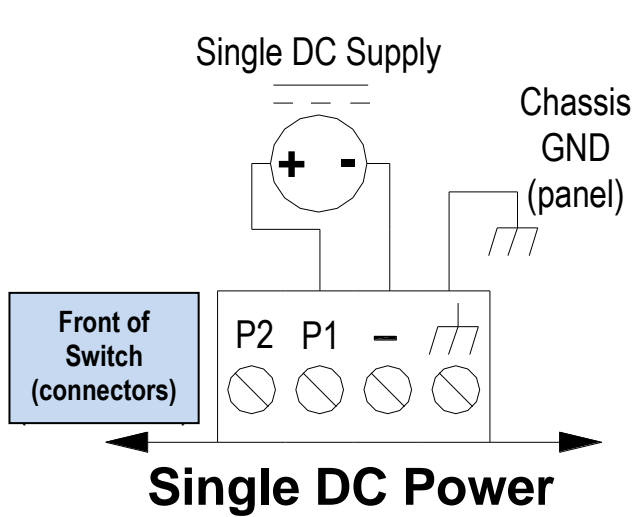 Single DC Supply
Chassis
GND
(panel)
+ -
Front of
Switch
(connectors)
P2 P1 –
Single DC Power